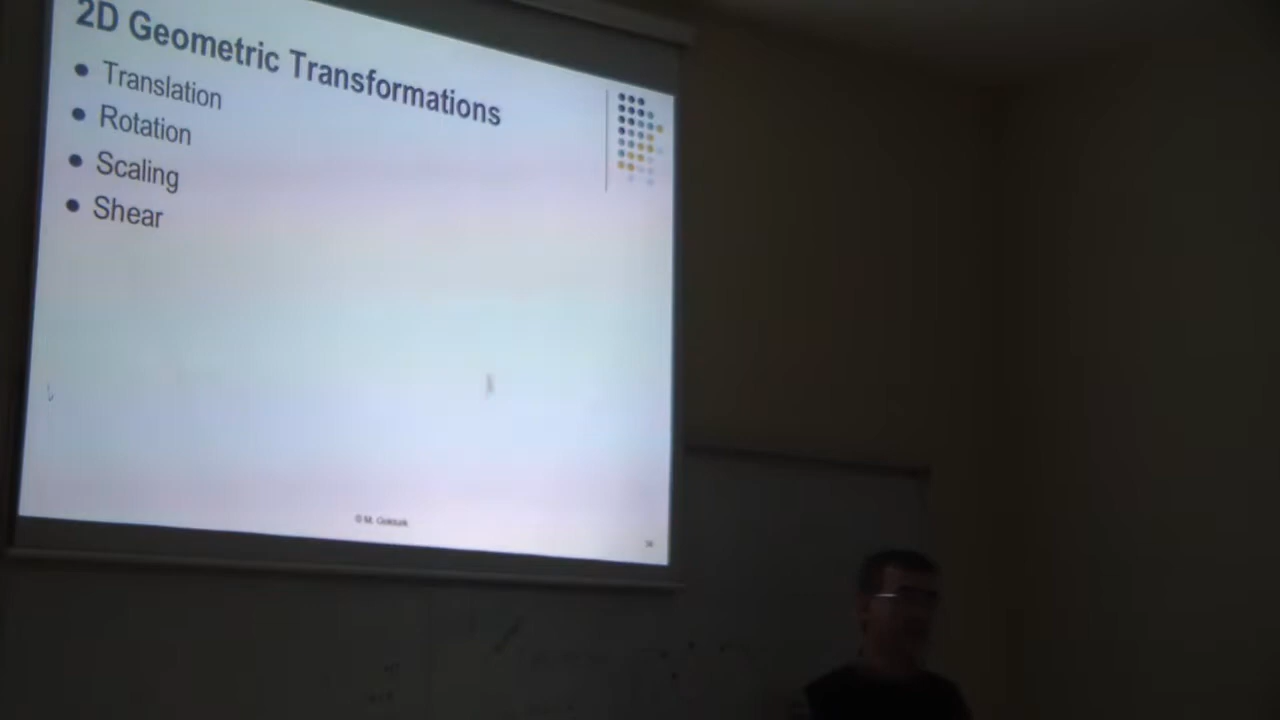 2D Geometric Transformations
Translation
Rotation
Scaling
Shear
© M.